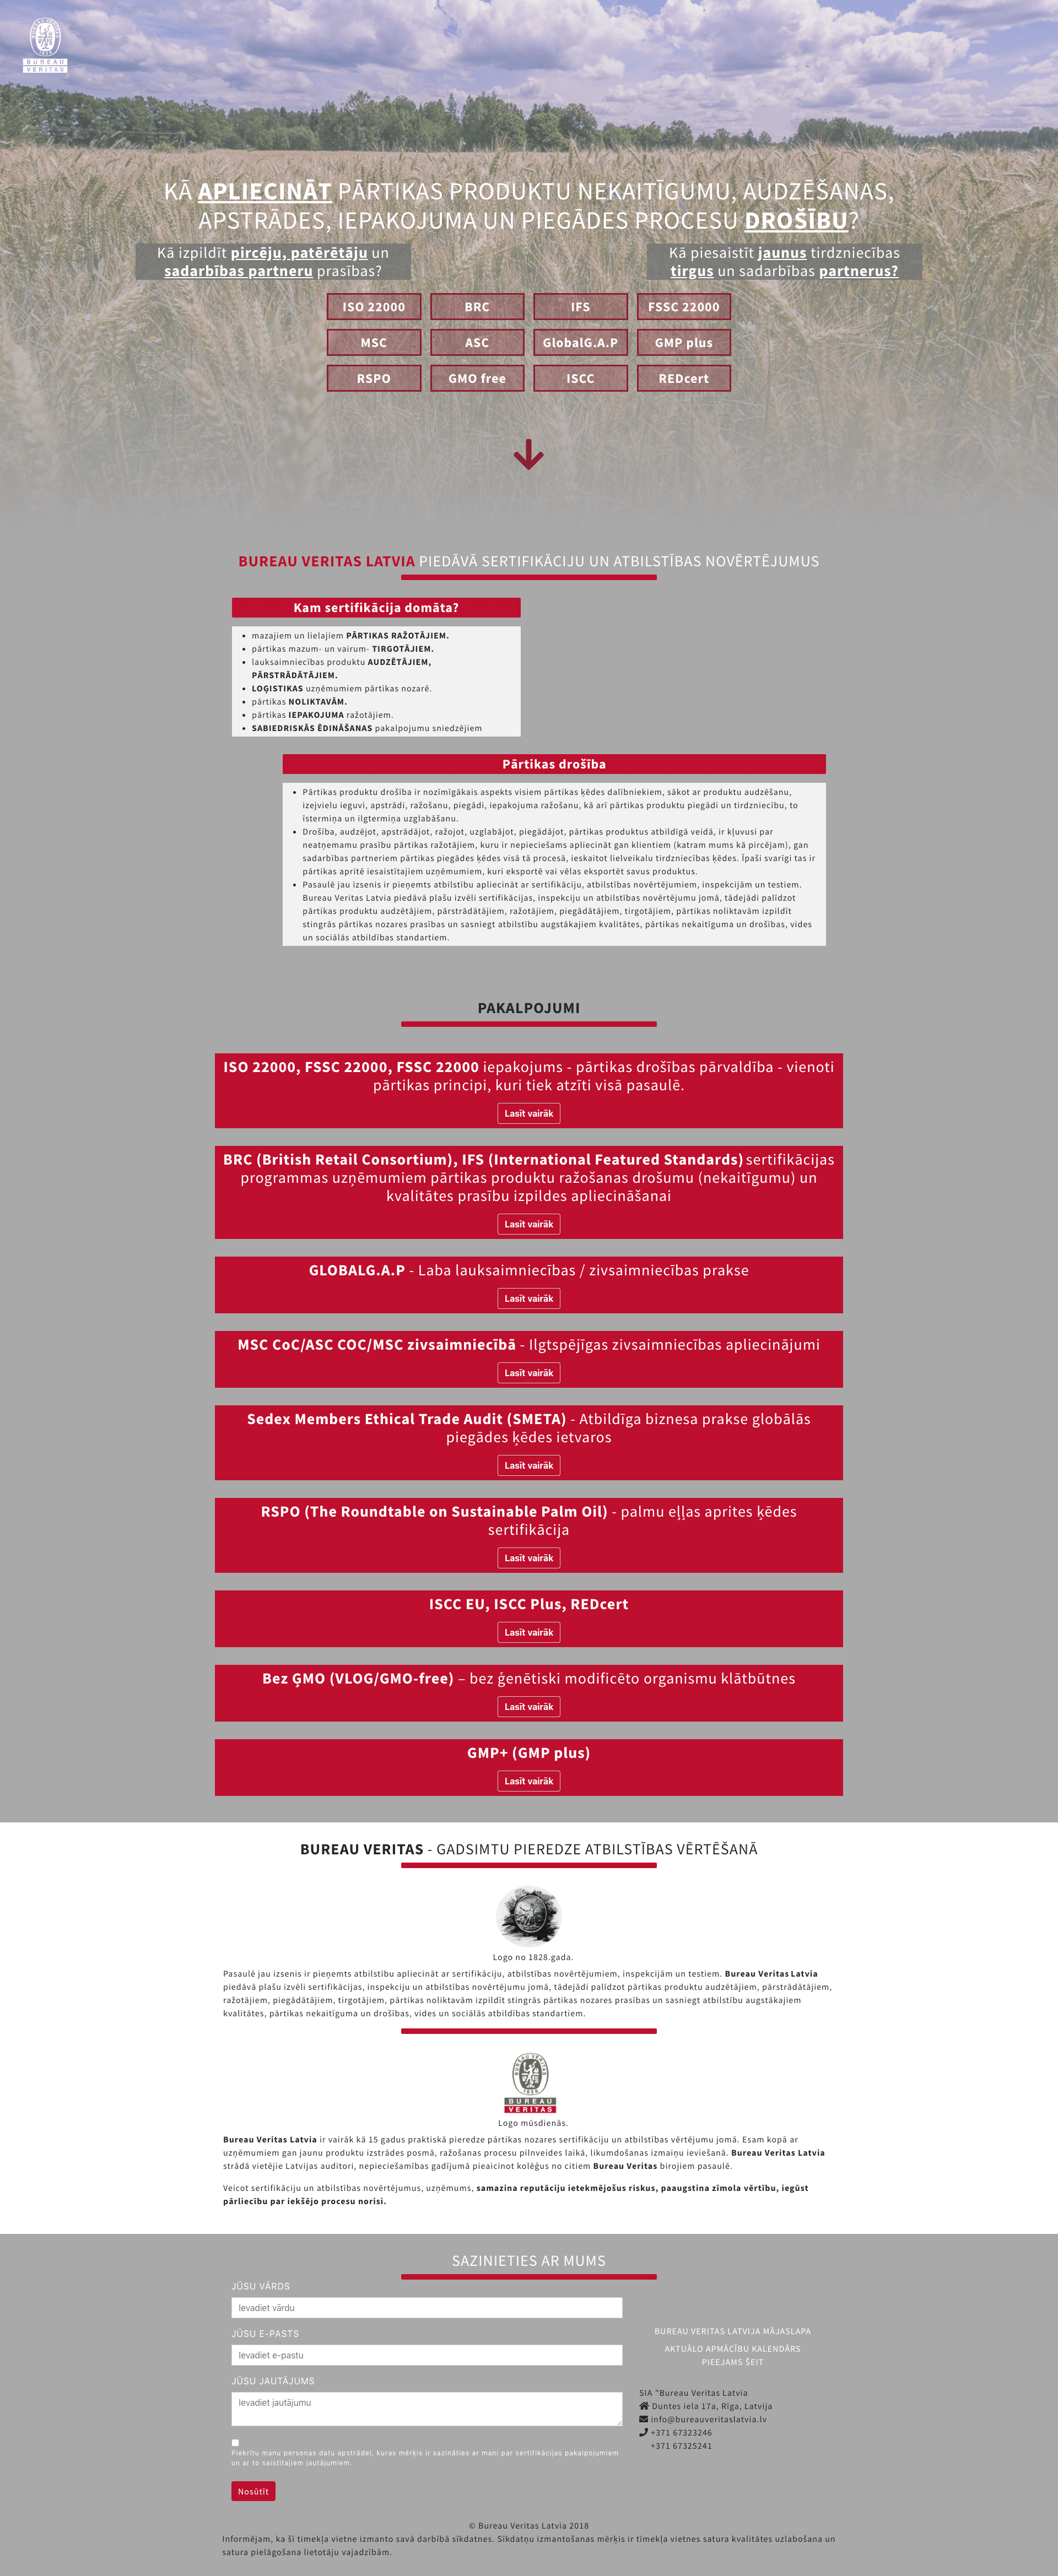 BUREAU VERITAS
1828
BUREAU
VERITAS
KĀ APLIECINĀT PĀRTIKAS PRODUKTU NEKAITĪGUMU, AUDZĒŠANAS,
APSTRĀDES, IEPAKOJUMA UN PIEGĀDES PROCESU DROŠĪBU?
Kā izpildīt pircēju, patērētāju un
sadarbības partneru prasības?
Kā piesaistīt jaunus tirdzniecības
tirgus un sadarbības partnerus?
ISO 22000 BRC IFS FSSC 22000
MSC ASC GlobalG.A.P GMP plus
RSPO GMO free ISCC REDcert
BUREAU VERITAS LATVIA PIEDĀVĀ SERTIFIKĀCIJU UN ATBILSTĪBAS NOVĒRTĒJUMUS
Kam sertifikācija domāta?
• mazajiem un lielajiem PĀRTIKAS RAŽOTĀJIEM.
• pārtikas mazum- un vairum- TIRGOTĀJIEM.
• lauksaimniecības produktu AUDZĒTĀJIEM,
PĀRSTRĀDĀTĀJIEM.
• LOĢISTIKAS uzņēmumiem pārtikas nozarē.
• pārtikas NOLIKTAVĀM.
• pārtikas IEPAKOJUMA ražotājiem.
• SABIEDRISKĀS ĒDINĀŠANAS pakalpojumu sniedzējiem
Pārtikas drošība
• Pārtikas produktu drošība ir nozīmīgākais aspekts visiem pārtikas ķēdes dalībniekiem, sākot ar produktu audzēšanu,
izejvielu ieguvi, apstrādi, ražošanu, piegādi, iepakojuma ražošanu, kā arī pārtikas produktu piegādi un tirdzniecību, to
īstermiņa un ilgtermiņa uzglabāšanu.
• Drošība, audzējot, apstrādājot, ražojot, uzglabājot, piegādājot, pārtikas produktus atbildīgā veidā, ir kļuvusi par
neatņemamu prasību pārtikas ražotājiem, kuru ir nepieciešams apliecināt gan klientiem (katram mums kā pircējam), gan
sadarbības partneriem pārtikas piegādes ķēdes visā tā procesā, ieskaitot lielveikalu tirdzniecības ķēdes. Īpaši svarīgi tas ir
pārtikas apritē iesaistītajiem uzņēmumiem, kuri eksportē vai vēlas eksportēt savus produktus.
• Pasaulē jau izsenis ir pieņemts atbilstību apliecināt ar sertifikāciju, atbilstības novērtējumiem, inspekcijām un testiem.
Bureau Veritas Latvia piedāvā plašu izvēli sertifikācijas, inspekciju un atbilstības novērtējumu jomā, tādejādi palīdzot
pārtikas produktu audzētājiem, pārstrādātājiem, ražotājiem, piegādātājiem, tirgotājiem, pārtikas noliktavām izpildīt
stingrās pārtikas nozares prasības un sasniegt atbilstību augstākajiem kvalitātes, pārtikas nekaitīguma un drošības, vides
un sociālās atbildības standartiem.
PAKALPOJUMI
ISO 22000, FSSC 22000, FSSC 22000 iepakojums - pārtikas drošības pārvaldība - vienoti
pārtikas principi, kuri tiek atzīti visā pasaulē.
Lasīt vairāk
BRC (British Retail Consortium), IFS (International Featured Standards) sertifikācijas
programmas uzņēmumiem pārtikas produktu ražošanas drošumu (nekaitīgumu) un
kvalitātes prasību izpildes apliecināšanai
Lasīt vairāk
GLOBALG.A.P - Laba lauksaimniecības / zivsaimniecības prakse
Lasīt vairāk
MSC CoC/ASC COC/MSC zivsaimniecībā - Ilgtspējīgas zivsaimniecības apliecinājumi
Lasīt vairāk
Sedex Members Ethical Trade Audit (SMETA) - Atbildīga biznesa prakse globālās
piegādes ķēdes ietvaros
Lasīt vairāk
RSPO (The Roundtable on Sustainable Palm Oil) - palmu eļļas aprites ķēdes
sertifikācija
Lasīt vairāk
ISCC EU, ISCC Plus, REDcert
Lasīt vairāk
Bez ĢMO (VLOG/GMO-free) – bez ģenētiski modificēto organismu klātbūtnes
Lasīt vairāk
GMP+ (GMP plus)
Lasīt vairāk
BUREAU VERITAS - GADSIMTU PIEREDZE ATBILSTĪBAS VĒRTĒŠANĀ
Logo no 1828.gada.
Pasaulē jau izsenis ir pieņemts atbilstību apliecināt ar sertifikāciju, atbilstības novērtējumiem, inspekcijām un testiem. Bureau Veritas Latvia
piedāvā plašu izvēli sertifikācijas, inspekciju un atbilstības novērtējumu jomā, tādejādi palīdzot pārtikas produktu audzētājiem, pārstrādātājiem,
ražotājiem, piegādātājiem, tirgotājiem, pārtikas noliktavām izpildīt stingrās pārtikas nozares prasības un sasniegt atbilstību augstākajiem
kvalitātes, pārtikas nekaitīguma un drošības, vides un sociālās atbildības standartiem.
BUREAU VERITAS
1828
BUREAU
VERITAS
Logo mūsdienās.
Bureau Veritas Latvia ir vairāk kā 15 gadus praktiskā pieredze pārtikas nozares sertifikāciju un atbilstības vērtējumu jomā. Esam kopā ar
uzņēmumiem gan jaunu produktu izstrādes posmā, ražošanas procesu pilnveides laikā, likumdošanas izmaiņu ieviešanā. Bureau Veritas Latvia
strādā vietējie Latvijas auditori, nepieciešamības gadījumā pieaicinot kolēģus no citiem Bureau Veritas birojiem pasaulē.
Veicot sertifikāciju un atbilstības novērtējumus, uzņēmums, samazina reputāciju ietekmējošus riskus, paaugstina zīmola vērtību, iegūst
pārliecību par iekšējo procesu norisi.
SAZINIETIES AR MUMS
JŪSU VĀRDS
Ievadiet vārdu
JŪSU E-PASTS
Ievadiet e-pastu
JŪSU JAUTĀJUMS
Ievadiet jautājumu
Piekrītu manu personas datu apstrādei, kuras mērķis ir sazināties ar mani par sertifikācijas pakalpojumiem
un ar to saistītajiem jautājumiem.
Nosūtīt
BUREAU VERITAS LATVIJA MĀJASLAPA
AKTUĀLO APMĀCĪBU KALENDĀRS
PIEEJAMS ŠEIT
SIA "Bureau Veritas Latvia
Duntes iela 17a, Rīga, Latvija
info@bureauveritaslatvia.lv
+371 67323246
+371 67325241
© Bureau Veritas Latvia 2018
Informējam, ka šī tīmekļa vietne izmanto savā darbībā sīkdatnes. Sīkdatņu izmantošanas mērķis ir tīmekļa vietnes satura kvalitātes uzlabošana un
satura pielāgošana lietotāju vajadzībām.